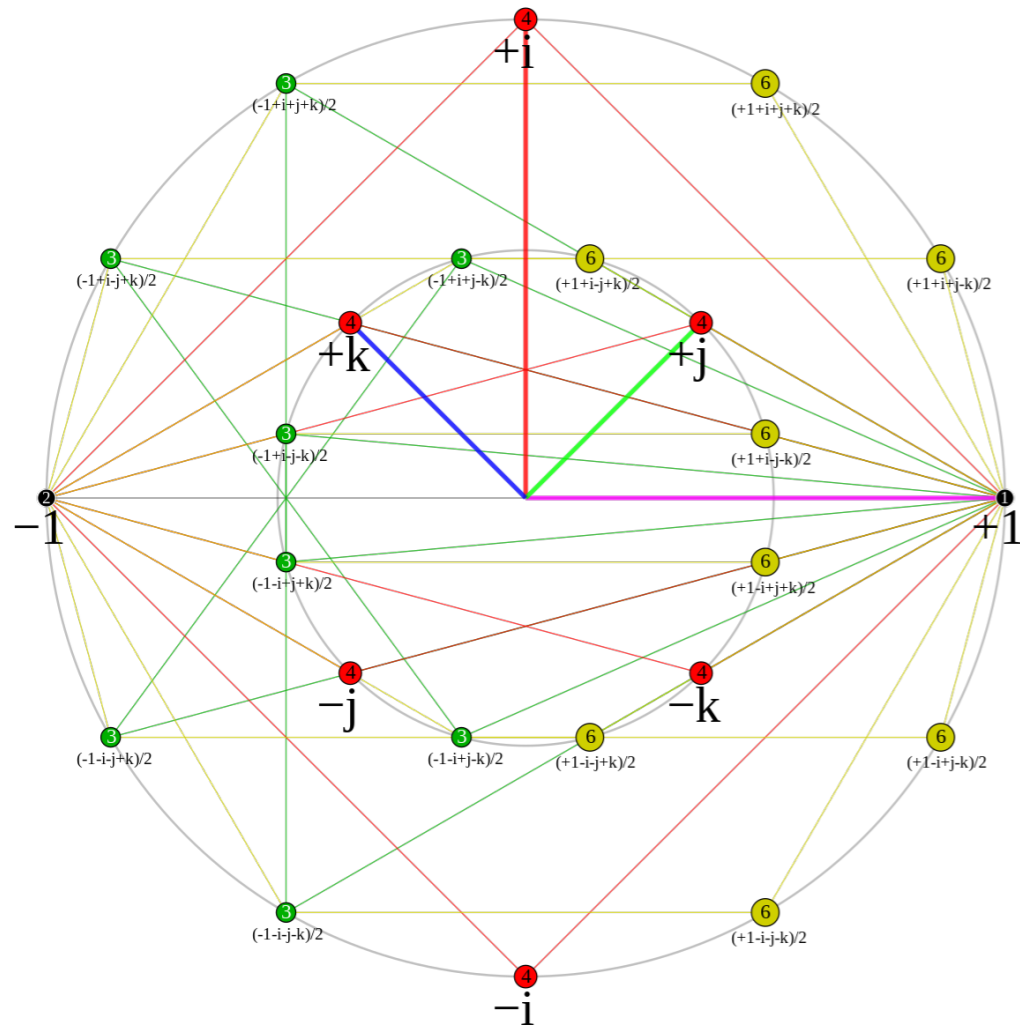 4
+i
3
(-1+i+j+k)/2
6
(+1+i+j+k)/2
3
(-1+i-j+k)/2
3
(-1+i+j-k)/2
6
(+1+i-j+k)/2
6
(+1+i+j-k)/2
4
+k
4
+j
3
(-1+i-j-k)/2
6
(+1+i-j-k)/2
2
−1
1
+1
3
(-1-i+j+k)/2
6
(+1-i+j+k)/2
4
−j
4
−k
3
(-1-i-j+k)/2
3
(-1-i+j-k)/2
6
(+1-i-j+k)/2
6
(+1-i+j-k)/2
3
(-1-i-j-k)/2
6
(+1-i-j-k)/2
4
−i